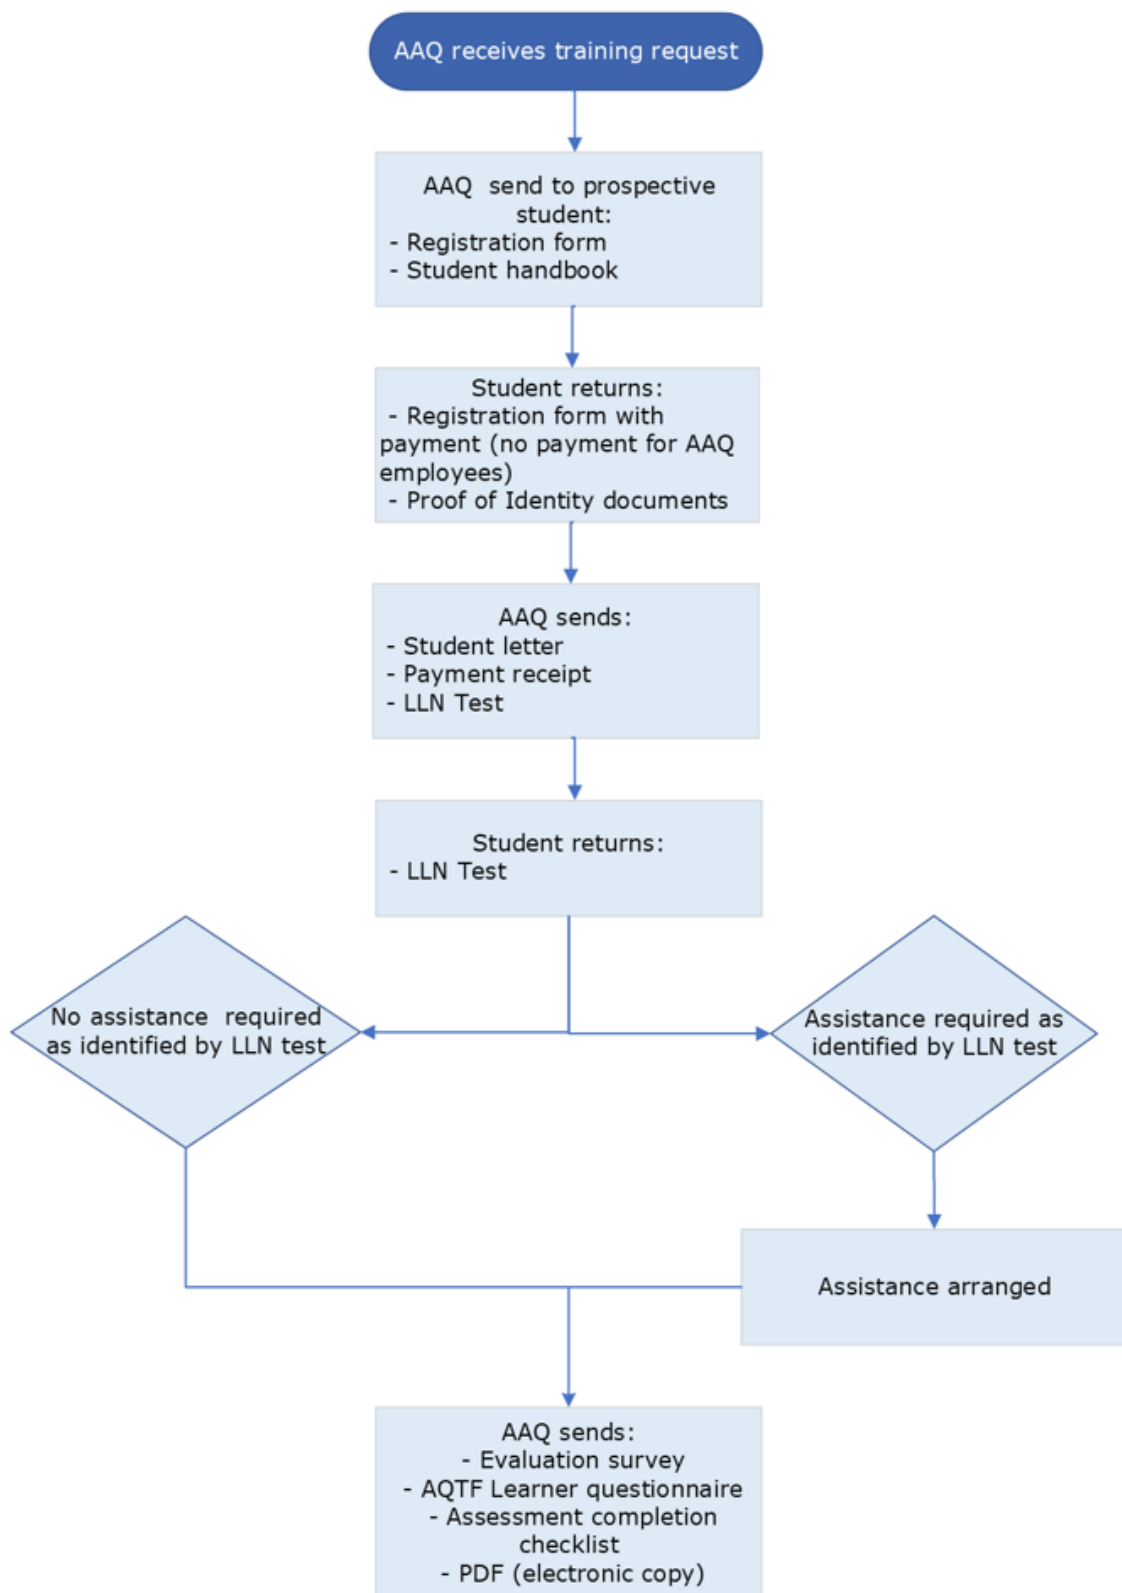 AAQ receives training request
AAQ  send to prospective
student:
- Registration form
- Student handbook
Student returns:
- Registration form with
payment (no payment for AAQ
employees)
- Proof of Identity documents
AAQ sends:
- Student letter
- Payment receipt
- LLN Test
Student returns:
- LLN Test
No assistance  required
as identified by LLN test
Assistance required as
identified by LLN test
Assistance arranged
AAQ sends:
- Evaluation survey
- AQTF Learner questionnaire
- Assessment completion
checklist
- PDF (electronic copy)